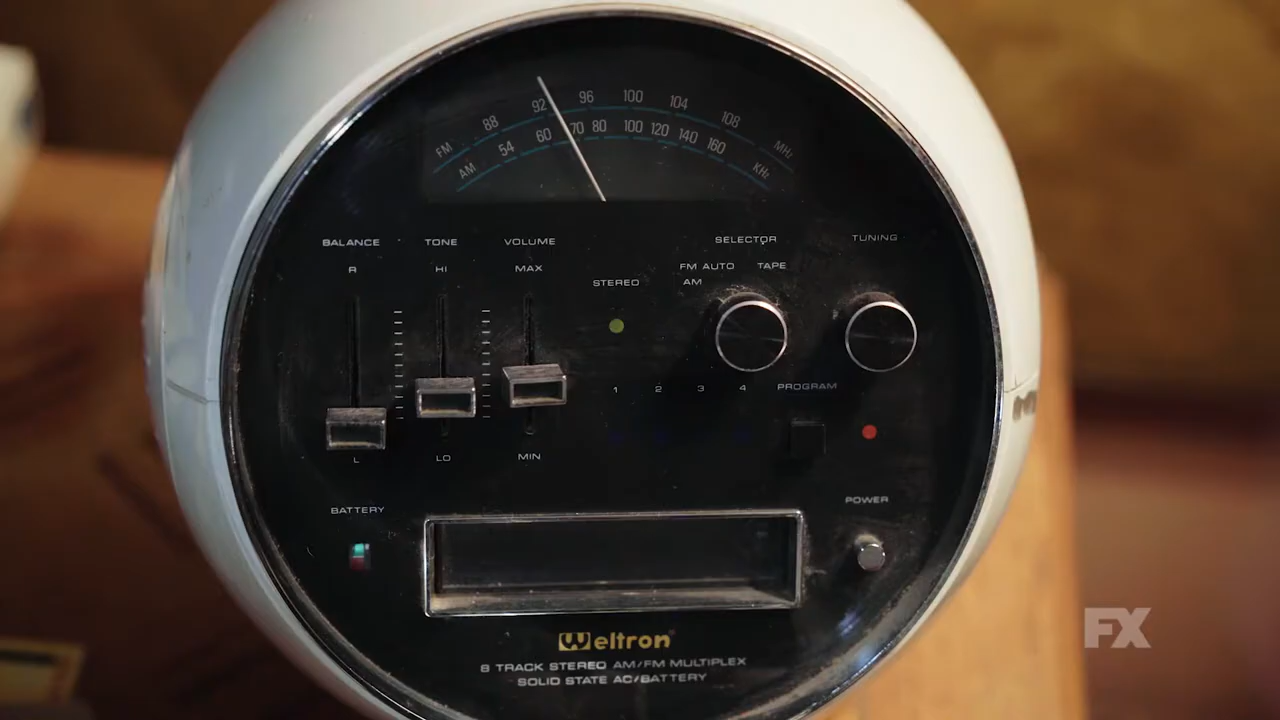 FM 88 92 96 100 104 108 MHz
AM 54 60 70 80 100 120 140 160 KHz
BALANCE TONE VOLUME SELECTOR TUNING
R HI MAX FM AUTO TAPE
STEREO AM
1 2 3 4 PROGRAM
L LO MIN
BATTERY POWER
Weltron
8 TRACK STEREO AM/FM MULTIPLEX
SOLID STATE AC/BATTERY
FX